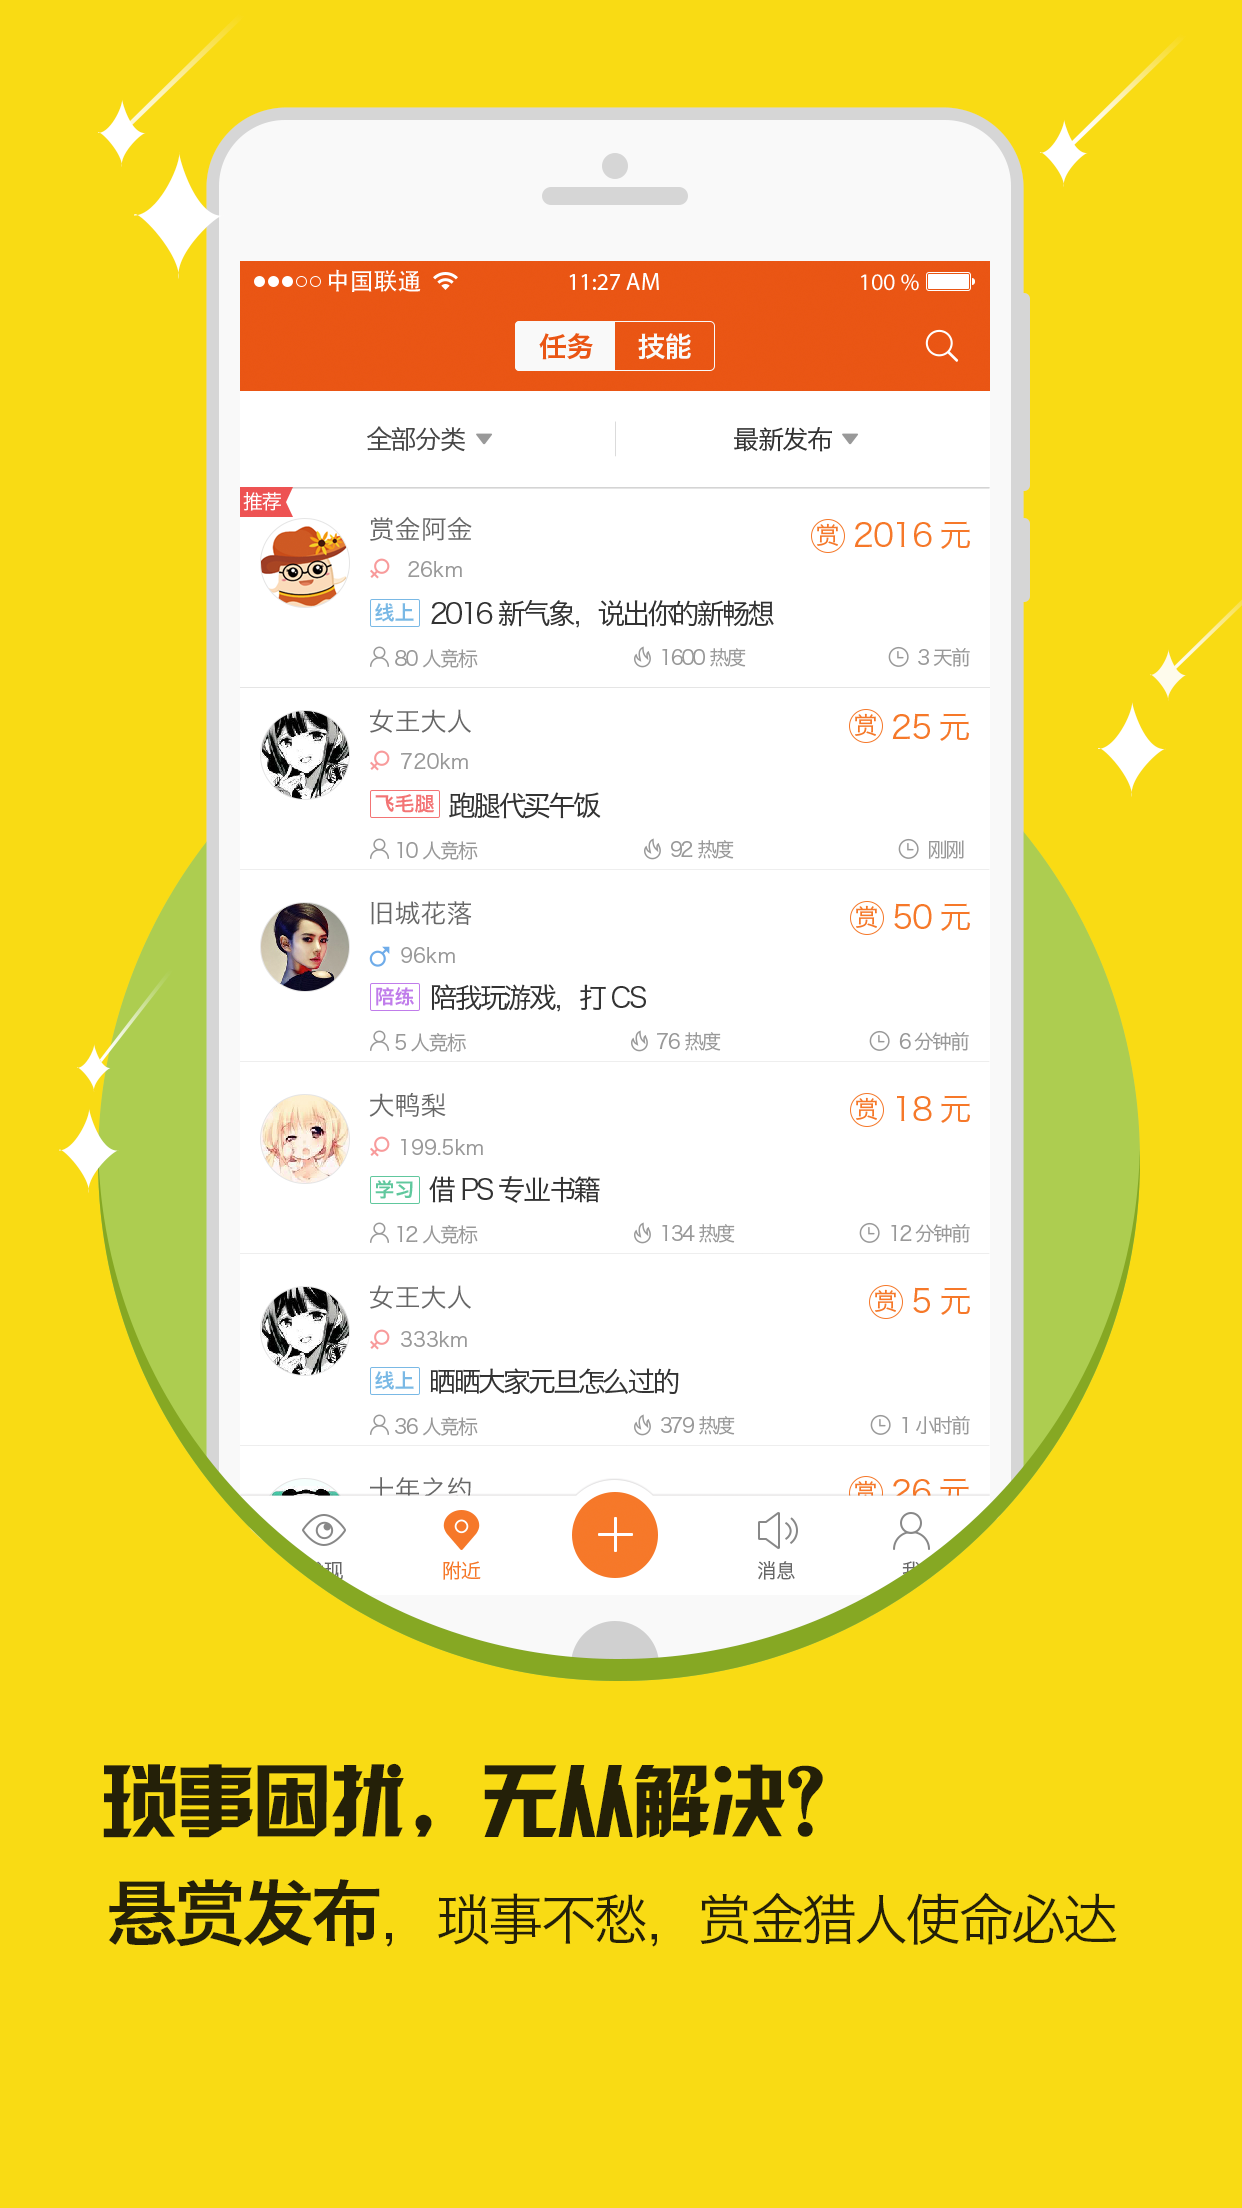 中国联通 11:27 AM 100 %
任务 技能
全部分类 最新发布
推荐
赏金阿金 赏 2016 元
26km
线上 2016 新气象，说出你的新畅想
80 人竞标 1600 热度 3 天前
女王大人 赏 25 元
720km
飞毛腿 跑腿代买午饭
10 人竞标 92 热度 刚刚
旧城花落 赏 50 元
96km
陪练 陪我玩游戏，打 CS
5 人竞标 76 热度 6 分钟前
大鸭梨 赏 18 元
199.5km
学习 借 PS 专业书籍
12 人竞标 134 热度 12 分钟前
女王大人 赏 5 元
333km
线上 晒晒大家元旦怎么过的
36 人竞标 379 热度 1 小时前
十年之约 赏 26 元
现 附近 消息 我
琐事困扰，无从解决？
悬赏发布，琐事不愁，赏金猎人使命必达